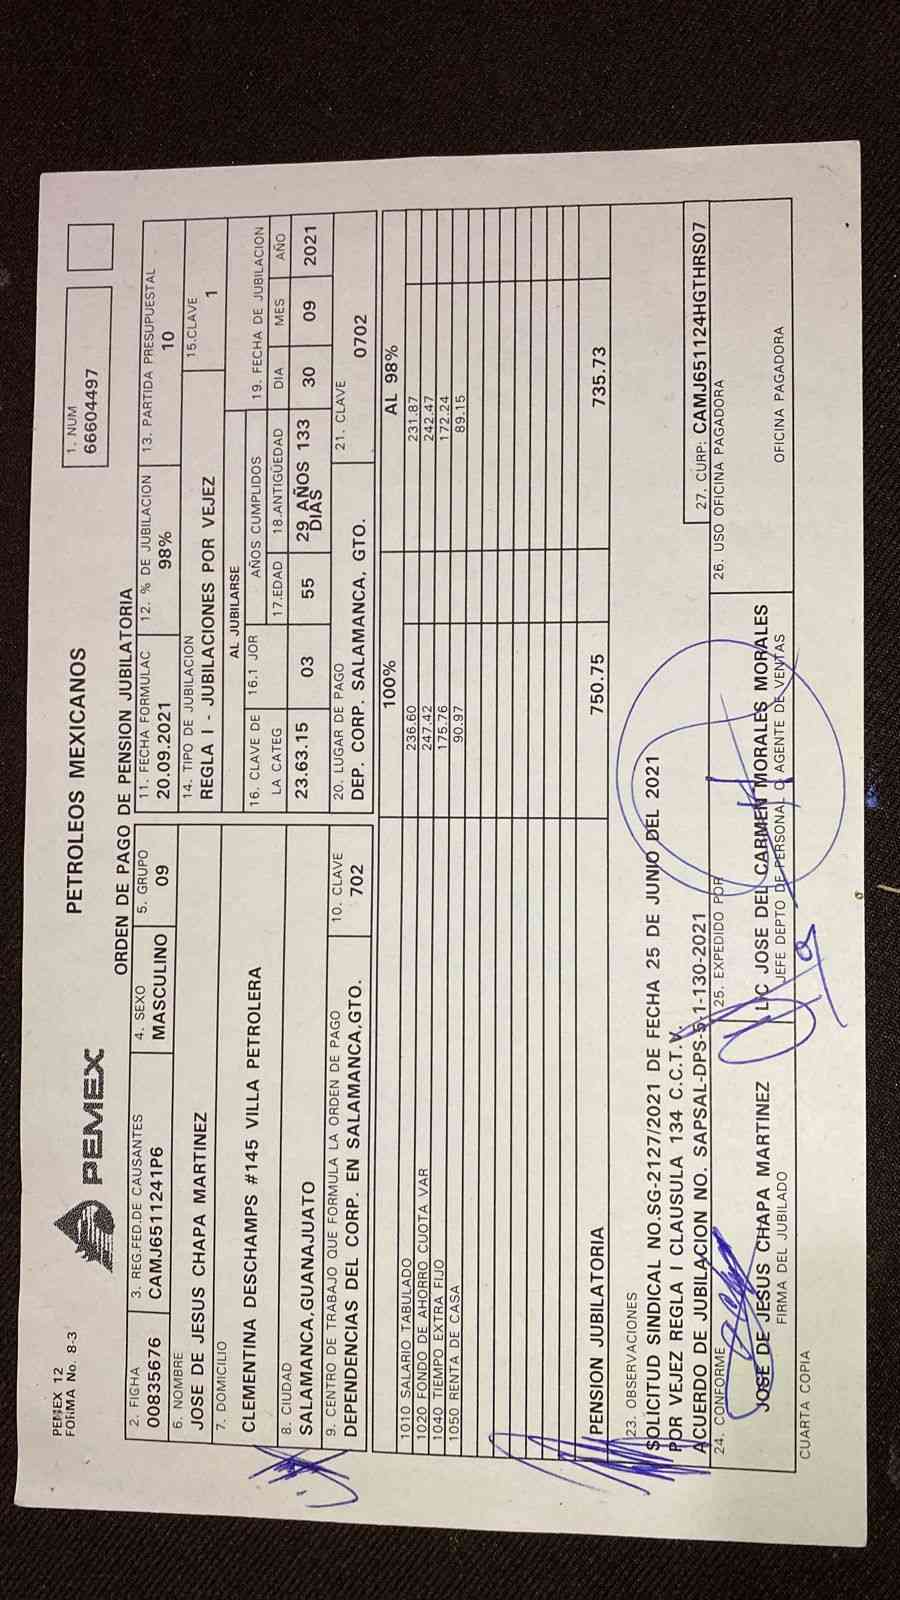 PEMEX 12
FORMA No. 8-3
PEMEX
PETROLEOS MEXICANOS
ORDEN DE PAGO DE PENSION JUBILATORIA
1. NUM
66604497
2. FICHA
00835676
3. REG.FED.DE CAUSANTES
CAMJ6511241P6
4. SEXO
MASCULINO
5. GRUPO
09
6. NOMBRE
JOSE DE JESUS CHAPA MARTINEZ
7. DOMICILIO
CLEMENTINA DESCHAMPS #145 VILLA PETROLERA
8. CIUDAD
SALAMANCA,GUANAJUATO
9. CENTRO DE TRABAJO QUE FORMULA LA ORDEN DE PAGO
DEPENDENCIAS DEL CORP. EN SALAMANCA,GTO.
10. CLAVE
702
11. FECHA FORMULAC
20.09.2021
12. % DE JUBILACION
98%
13. PARTIDA PRESUPUESTAL
10
14. TIPO DE JUBILACION
REGLA I - JUBILACIONES POR VEJEZ
15.CLAVE
1
AL JUBILARSE
16. CLAVE DE
LA CATEG
23.63.15
16.1 JOR
03
AÑOS CUMPLIDOS
17.EDAD
55
18.ANTIGÜEDAD
29 AÑOS 133
DIAS
19. FECHA DE JUBILACION
DIA MES AÑO
30 09 2021
20. LUGAR DE PAGO
DEP. CORP. SALAMANCA, GTO.
21. CLAVE
0702
100% AL 98%
1010 SALARIO TABULADO 236.60 231.87
1020 FONDO DE AHORRO CUOTA VAR 247.42 242.47
1040 TIEMPO EXTRA FIJO 175.76 172.24
1050 RENTA DE CASA 90.97 89.15
PENSION JUBILATORIA 750.75 735.73
23. OBSERVACIONES
SOLICITUD SINDICAL NO.SG-2127/2021 DE FECHA 25 DE JUNIO DEL 2021
POR VEJEZ REGLA I CLAUSULA 134 C.C.T.V.
ACUERDO DE JUBILACION NO. SAPSAL-DPS-5-1-130-2021
27. CURP: CAMJ651124HGTHRS07
24. CONFORME
JOSE DE JESUS CHAPA MARTINEZ
FIRMA DEL JUBILADO
25. EXPEDIDO POR
LIC JOSE DEL CARMEN MORALES MORALES
JEFE DEPTO DE PERSONAL O AGENTE DE VENTAS
26. USO OFICINA PAGADORA
OFICINA PAGADORA
CUARTA COPIA